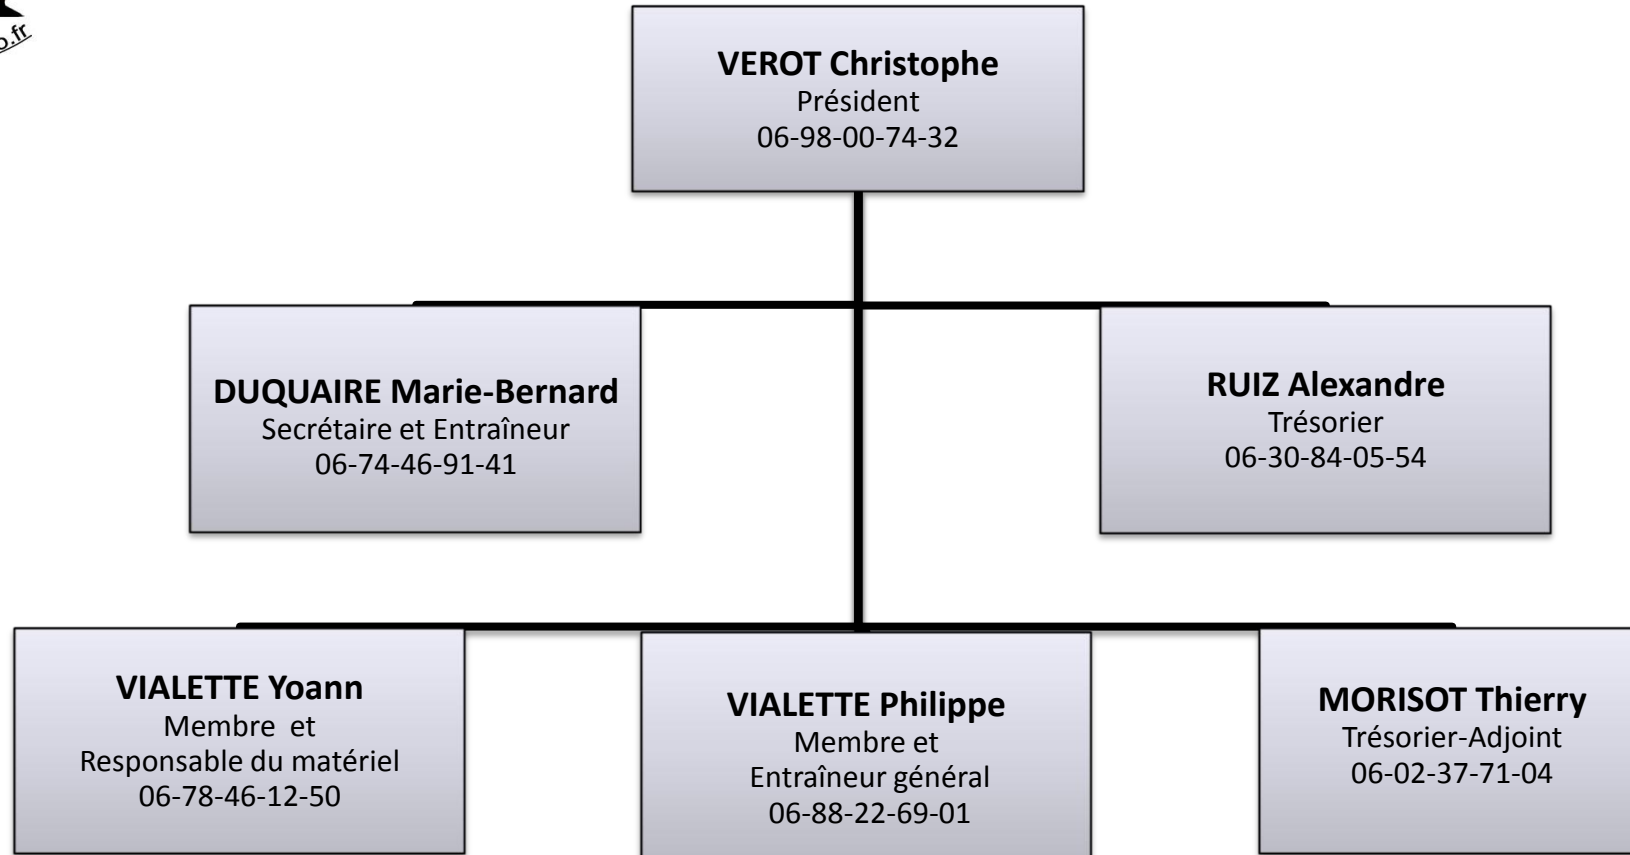 VEROT Christophe
Président
06-98-00-74-32
DUQUAIRE Marie-Bernard
Secrétaire et Entraîneur
06-74-46-91-41
RUIZ Alexandre
Trésorier
06-30-84-05-54
VIALETTE Yoann
Membre et
Responsable du matériel
06-78-46-12-50
VIALETTE Philippe
Membre et
Entraîneur général
06-88-22-69-01
MORISOT Thierry
Trésorier-Adjoint
06-02-37-71-04